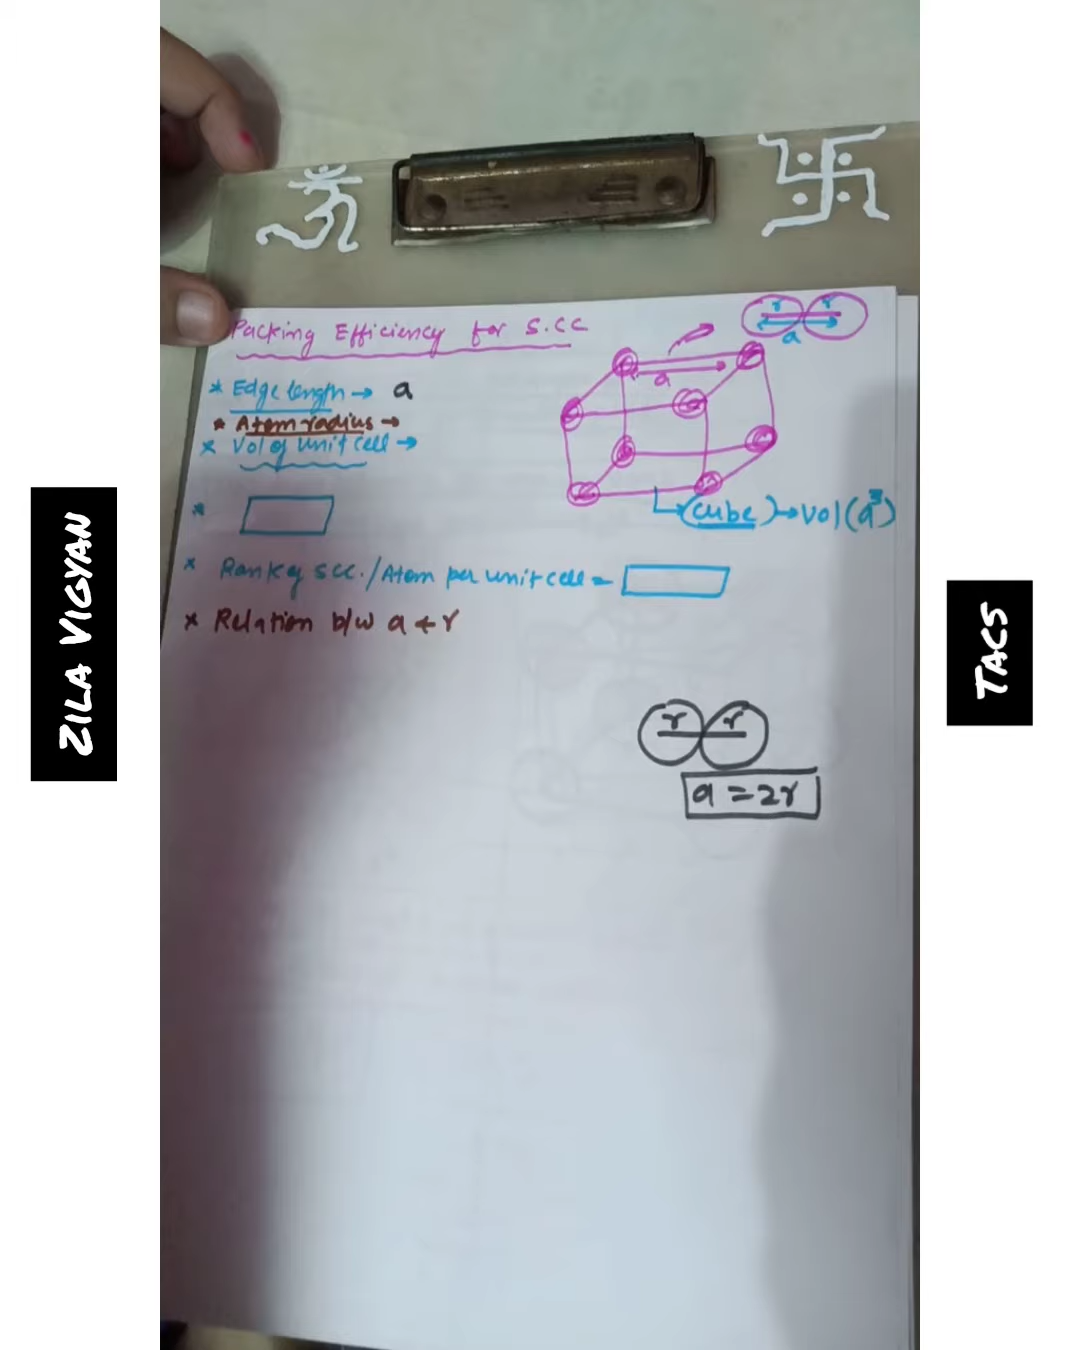 ॐ
Packing Efficiency for S.CC
r r
a
a
* Edge length → a
* Atom radius →
* Vol of Unit cell →
*
↳ (cube) → Vol (a³)
* Rank of SCC. / Atom per unit cell =
* Relation b/w a & r
r r
a = 2r
ZILA VIGYAN
TACS